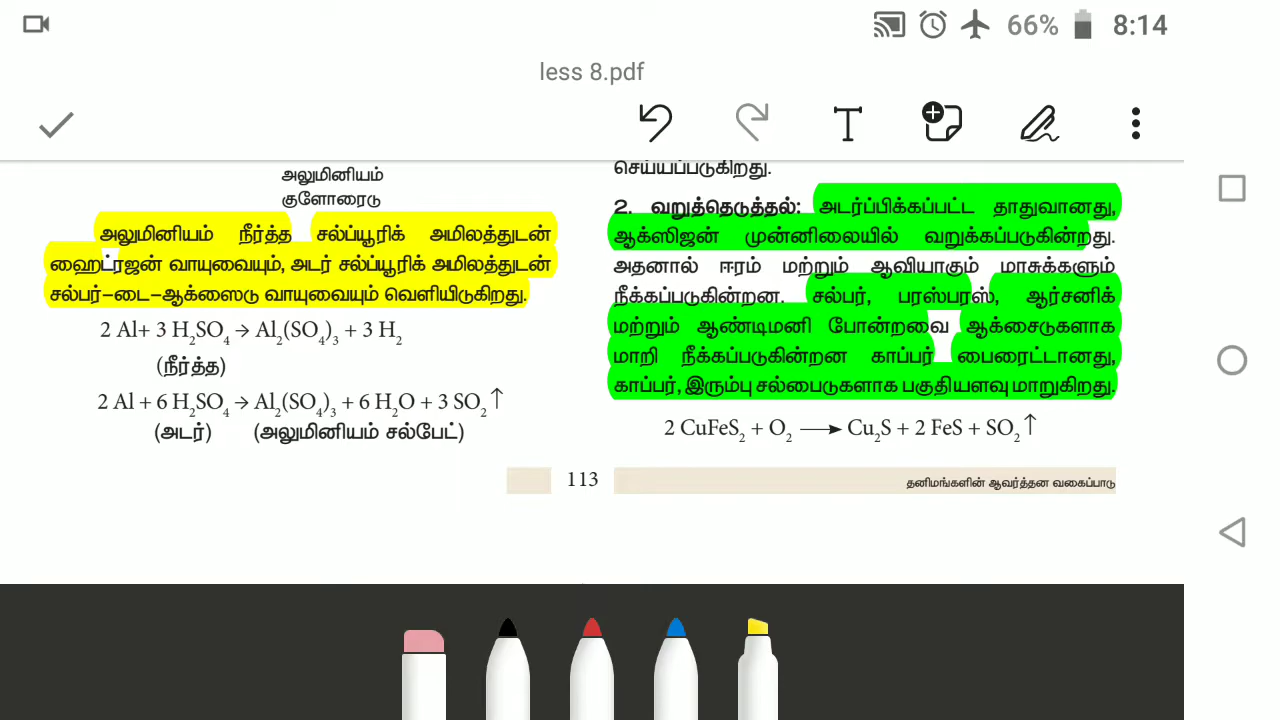 66% 8:14
less 8.pdf
அலுமினியம்
குளோரைடு
அலுமினியம் நீர்த்த சல்ப்யூரிக் அமிலத்துடன்
ஹைட்ரஜன் வாயுவையும், அடர் சல்ப்யூரிக் அமிலத்துடன்
சல்பர்–டை–ஆக்ஸைடு வாயுவையும் வெளியிடுகிறது.
2 Al+ 3 H₂SO₄ → Al₂(SO₄)₃ + 3 H₂
(நீர்த்த)
2 Al + 6 H₂SO₄ → Al₂(SO₄)₃ + 6 H₂O + 3 SO₂ ↑
(அடர்) (அலுமினியம் சல்பேட்)
செய்யப்படுகிறது.
2. வறுத்தெடுத்தல்: அடர்ப்பிக்கப்பட்ட தாதுவானது,
ஆக்ஸிஜன் முன்னிலையில் வறுக்கப்படுகின்றது.
அதனால் ஈரம் மற்றும் ஆவியாகும் மாசுக்களும்
நீக்கப்படுகின்றன. சல்பர், பரஸ்பரஸ், ஆர்சனிக்
மற்றும் ஆண்டிமனி போன்றவை ஆக்சைடுகளாக
மாறி நீக்கப்படுகின்றன காப்பர் பைரைட்டானது,
காப்பர், இரும்பு சல்பைடுகளாக பகுதியளவு மாறுகிறது.
2 CuFeS₂ + O₂ ⟶ Cu₂S + 2 FeS + SO₂ ↑
113 தனிமங்களின் ஆவர்த்தன வகைப்பாடு